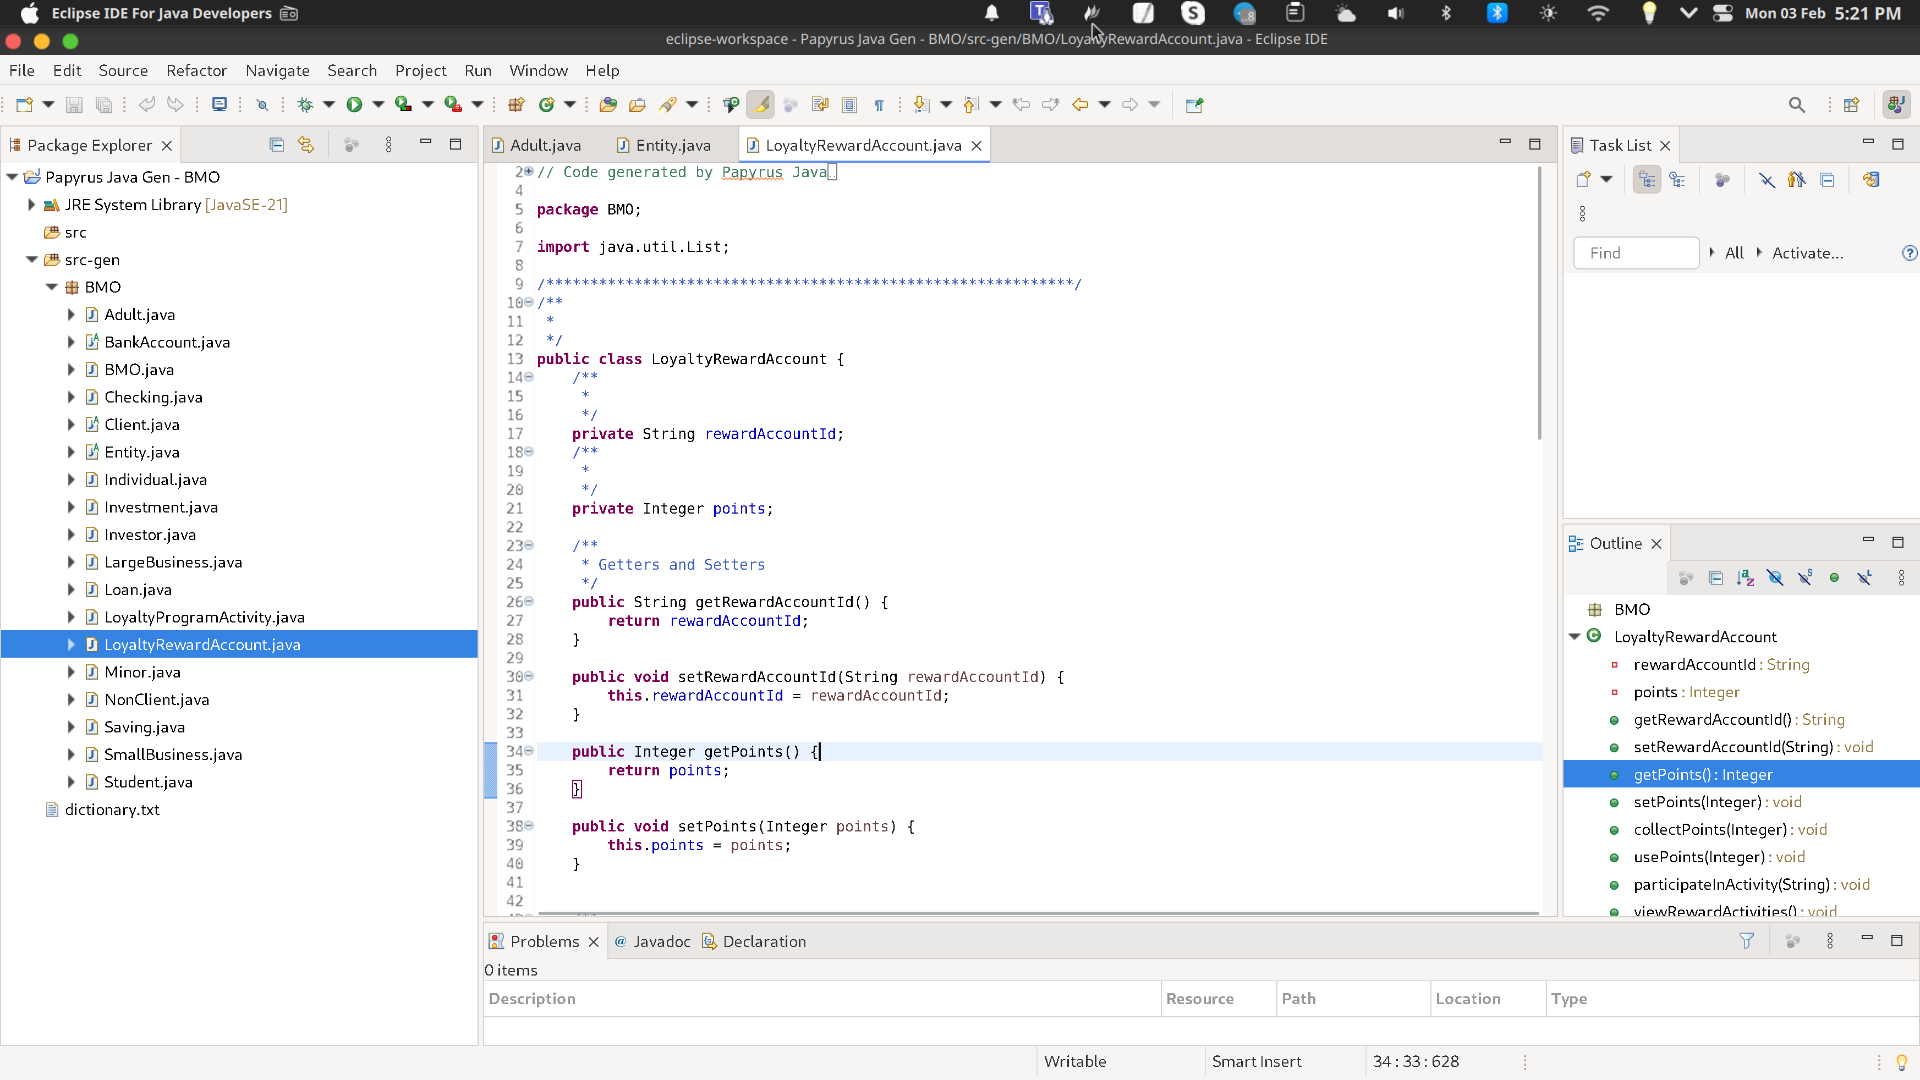 Eclipse IDE For Java Developers
Mon 03 Feb 5:21 PM
eclipse-workspace - Papyrus Java Gen - BMO/src-gen/BMO/LoyaltyRewardAccount.java - Eclipse IDE
File Edit Source Refactor Navigate Search Project Run Window Help
Package Explorer
Papyrus Java Gen - BMO
JRE System Library [JavaSE-21]
src
src-gen
BMO
Adult.java
BankAccount.java
BMO.java
Checking.java
Client.java
Entity.java
Individual.java
Investment.java
Investor.java
LargeBusiness.java
Loan.java
LoyaltyProgramActivity.java
LoyaltyRewardAccount.java
Minor.java
NonClient.java
Saving.java
SmallBusiness.java
Student.java
dictionary.txt
Adult.java Entity.java LoyaltyRewardAccount.java
2 // Code generated by Papyrus Java
4
5 package BMO;
6
7 import java.util.List;
8
9 /************************************************************/
10 /**
11 *
12 */
13 public class LoyaltyRewardAccount {
14 /**
15 *
16 */
17 private String rewardAccountId;
18 /**
19 *
20 */
21 private Integer points;
22
23 /**
24 * Getters and Setters
25 */
26 public String getRewardAccountId() {
27 return rewardAccountId;
28 }
29
30 public void setRewardAccountId(String rewardAccountId) {
31 this.rewardAccountId = rewardAccountId;
32 }
33
34 public Integer getPoints() {
35 return points;
36 }
37
38 public void setPoints(Integer points) {
39 this.points = points;
40 }
41
42
Task List
Find
All
Activate...
Outline
BMO
LoyaltyRewardAccount
rewardAccountId : String
points : Integer
getRewardAccountId() : String
setRewardAccountId(String) : void
getPoints() : Integer
setPoints(Integer) : void
collectPoints(Integer) : void
usePoints(Integer) : void
participateInActivity(String) : void
viewRewardActivities() : void
Problems @ Javadoc Declaration
0 items
Description Resource Path Location Type
Writable Smart Insert 34 : 33 : 628